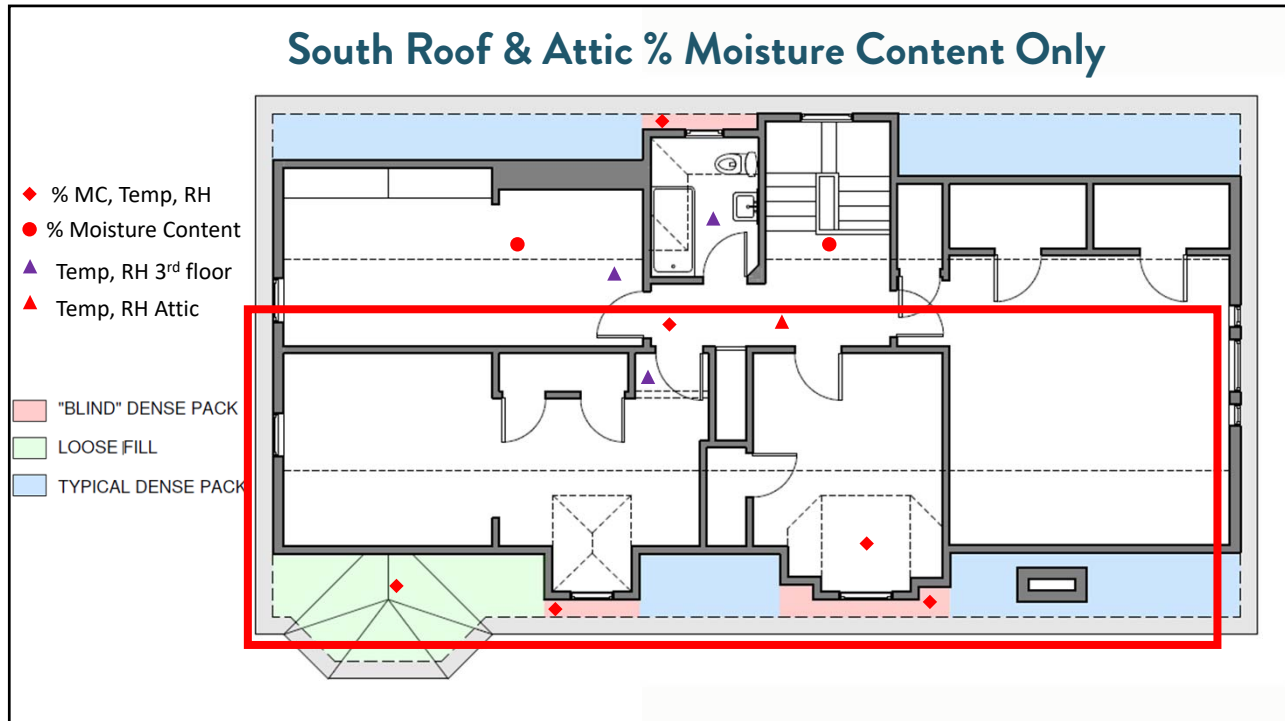 South Roof & Attic % Moisture Content Only
% MC, Temp, RH
% Moisture Content
Temp, RH 3rd floor
Temp, RH Attic
"BLIND" DENSE PACK
LOOSE FILL
TYPICAL DENSE PACK